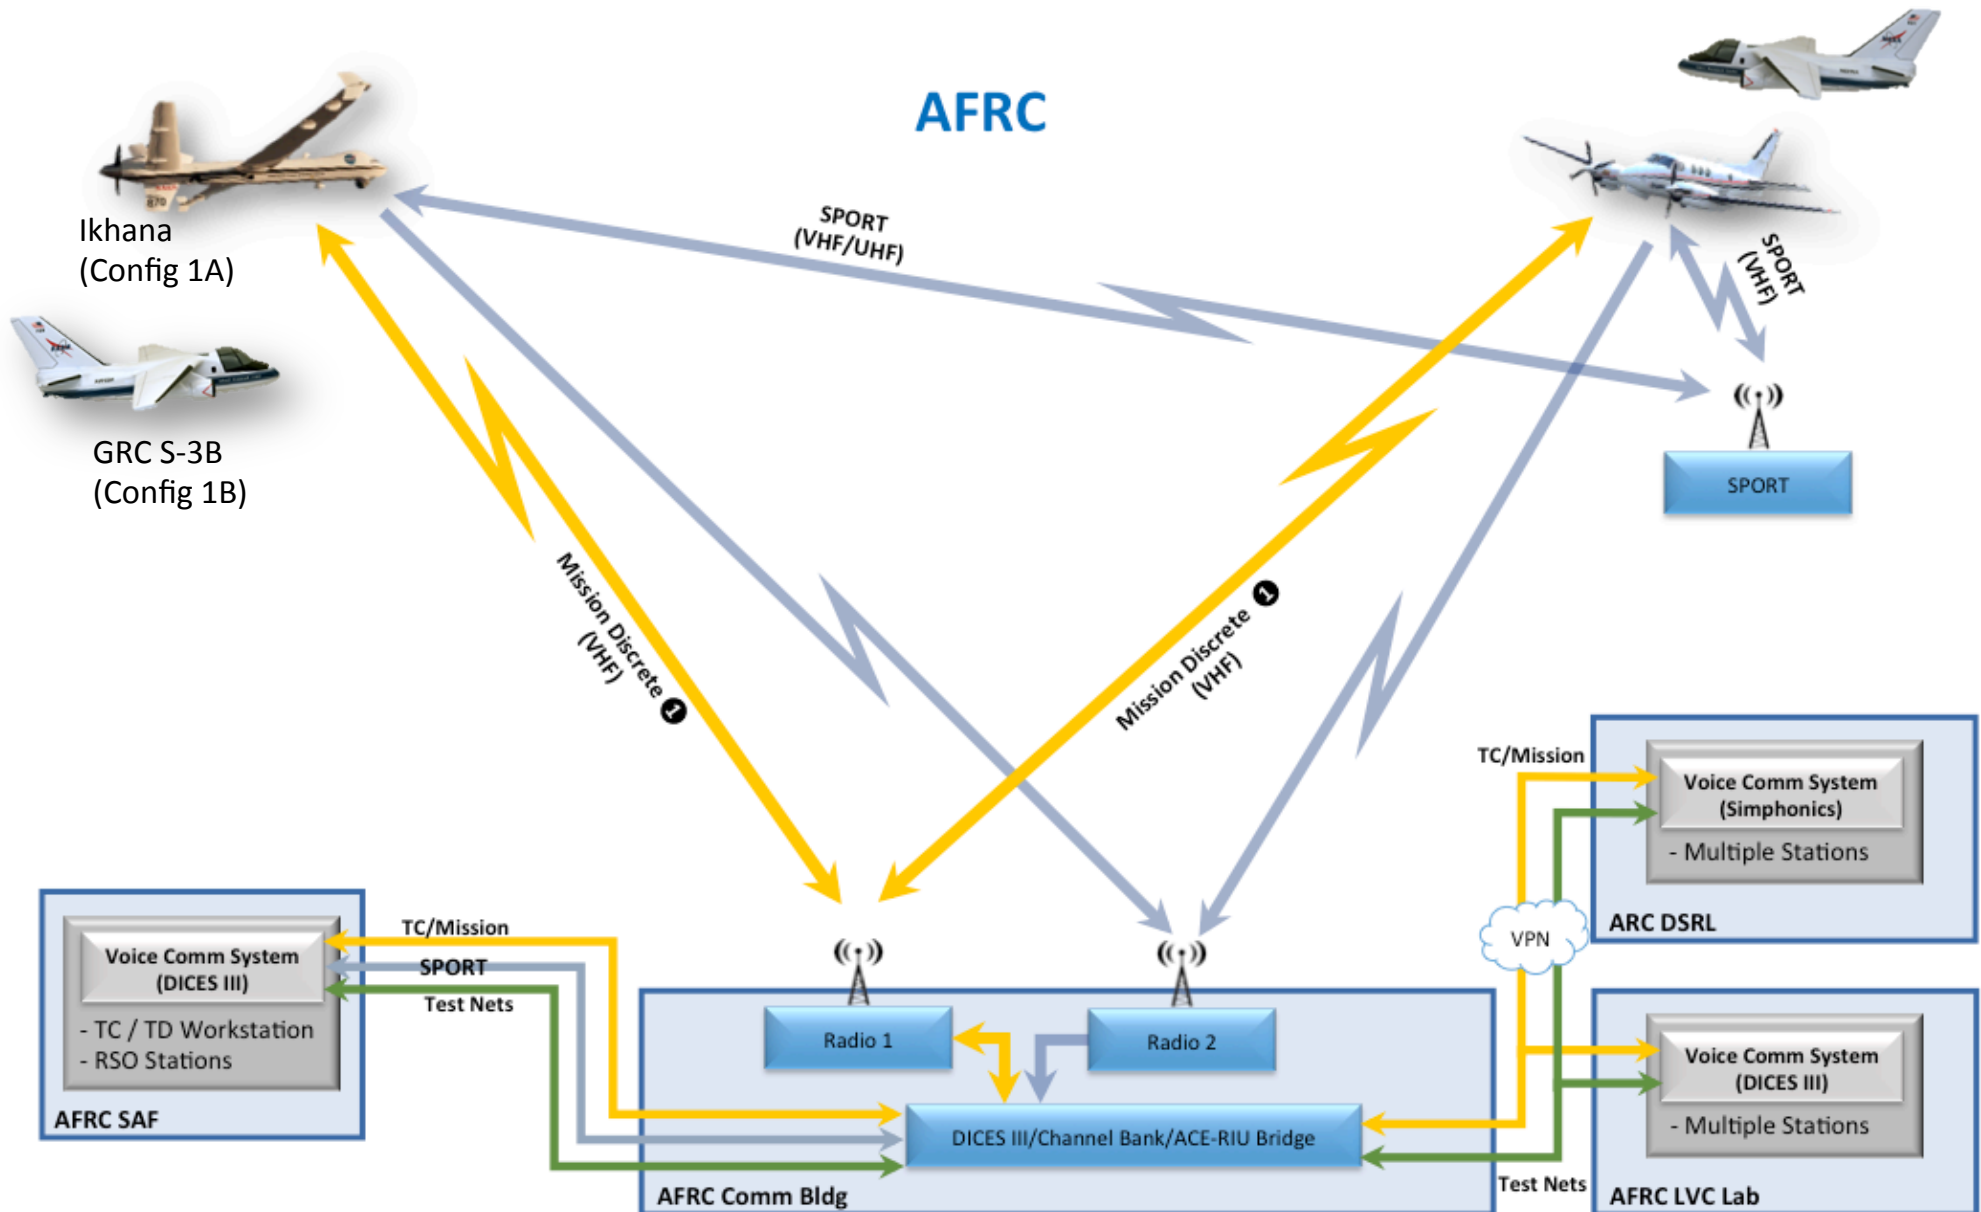 AFRC
Ikhana
(Config 1A)
GRC S-3B
(Config 1B)
870
SPORT
(VHF/UHF)
SPORT
(VHF)
SPORT
Mission Discrete 1
(VHF)
Mission Discrete 1
(VHF)
TC/Mission
Voice Comm System
(Simphonics)
- Multiple Stations
ARC DSRL
VPN
TC/Mission
SPORT
Test Nets
Voice Comm System
(DICES III)
- TC / TD Workstation
- RSO Stations
AFRC SAF
Radio 1
Radio 2
DICES III/Channel Bank/ACE-RIU Bridge
AFRC Comm Bldg
Voice Comm System
(DICES III)
- Multiple Stations
Test Nets
AFRC LVC Lab